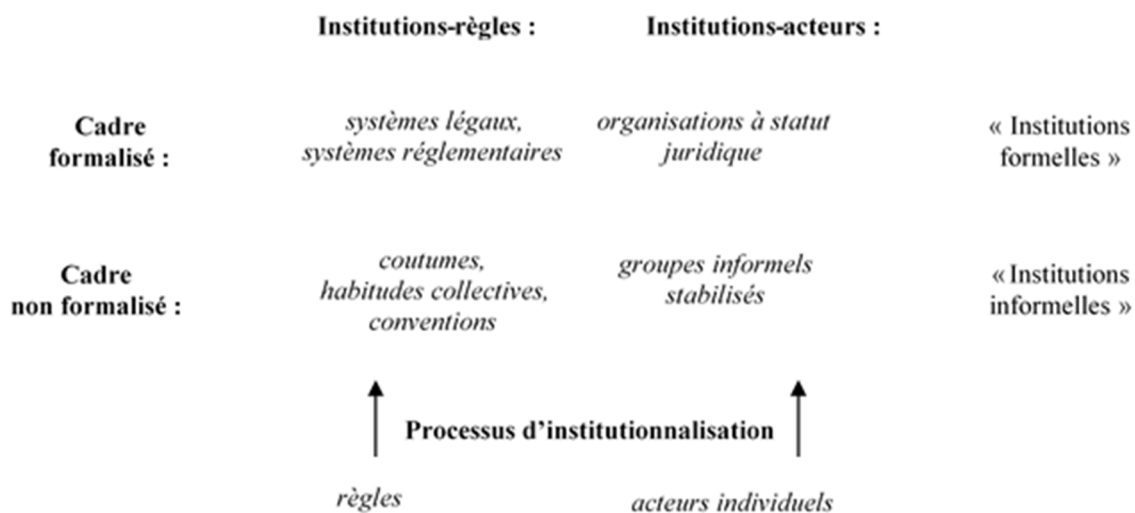 Institutions-règles : Institutions-acteurs :
Cadre formalisé :
systèmes légaux,
systèmes réglementaires
organisations à statut
juridique
« Institutions
formelles »
Cadre
non formalisé :
coutumes,
habitudes collectives,
conventions
groupes informels
stabilisés
« Institutions
informelles »
Processus d’institutionnalisation
règles
acteurs individuels